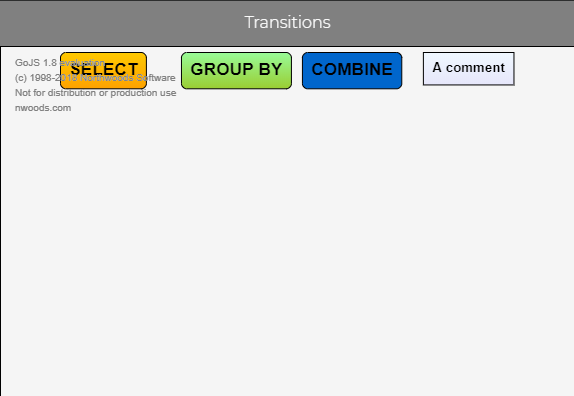 Transitions
GoJS 1.8 evaluation
(c) 1998-2018 Northwoods Software
Not for distribution or production use
nwoods.com
SELECT
GROUP BY
COMBINE
A comment